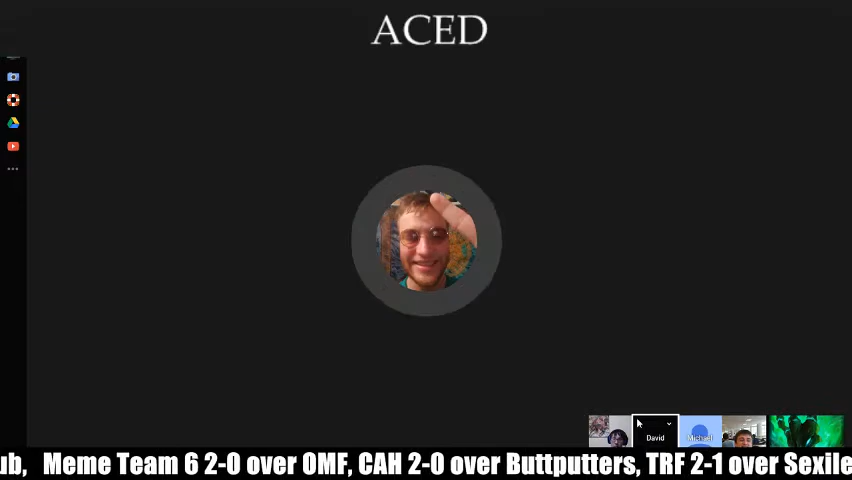 ACED
David
Michael
ub, Meme Team 6 2-0 over OMF, CAH 2-0 over Buttputters, TRF 2-1 over Sexile